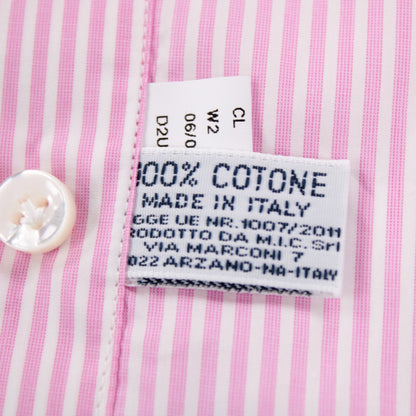 CL
W2
06/0
D2U
100% COTONE
MADE IN ITALY
GGE UE NR.1007/2011
RODOTTO DA M.I.C. Srl
VIA MARCONI 7
022 ARZANO-NA-ITALY